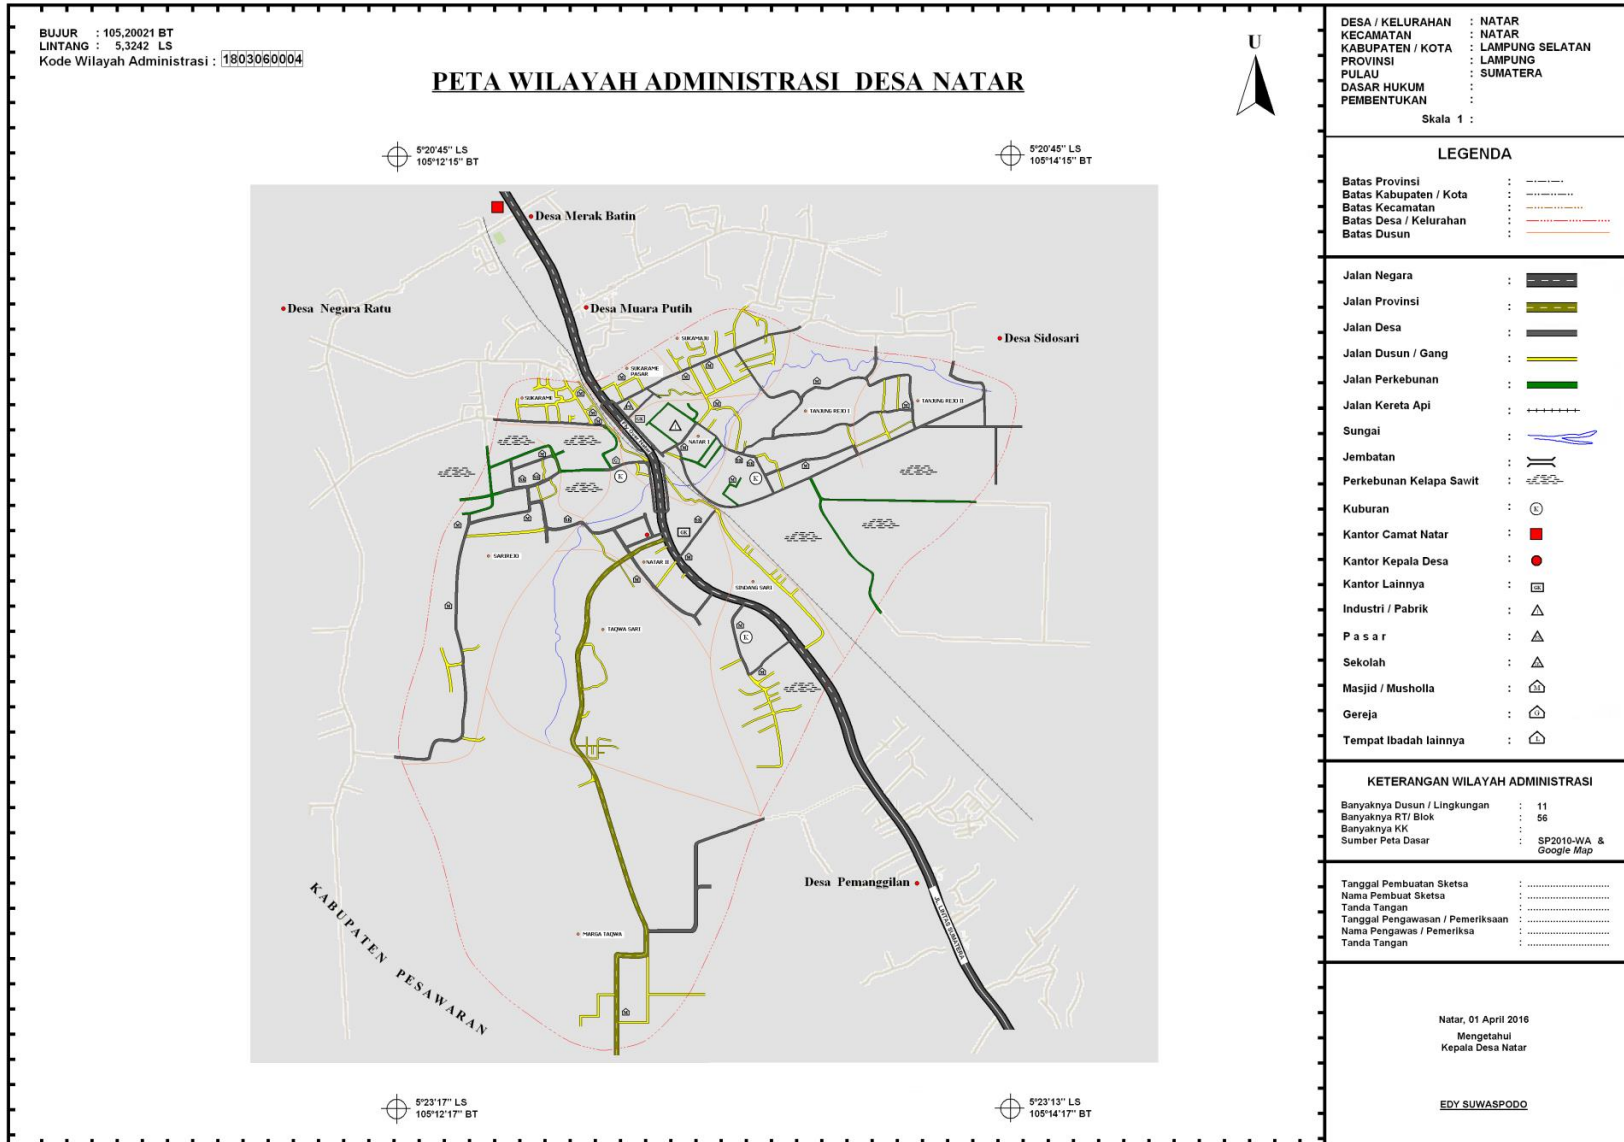 BUJUR : 105,20021 BT
LINTANG : 5,3242 LS
Kode Wilayah Administrasi : 1803060004
PETA WILAYAH ADMINISTRASI DESA NATAR
U
5°20'45" LS
105°12'15" BT
5°20'45" LS
105°14'15" BT
Desa Merak Batin
Desa Negara Ratu
Desa Muara Putih
Desa Sidosari
SUKAMAJU
SUKARAME
PASAR
SUKARAME
TANJUNG REJO I
TANJUNG REJO II
NATAR I
K
K
SARIREJO
NATAR II
SINDANG SARI
TAQWA SARI
K
Desa Pemanggilan
JL. LINTAS SUMATERA
MARGA TAQWA
KABUPATEN PESAWARAN
5°23'17" LS
105°12'17" BT
5°23'13" LS
105°14'17" BT
DESA / KELURAHAN : NATAR
KECAMATAN : NATAR
KABUPATEN / KOTA : LAMPUNG SELATAN
PROVINSI : LAMPUNG
PULAU : SUMATERA
DASAR HUKUM :
PEMBENTUKAN :
Skala 1 :
LEGENDA
Batas Provinsi :
Batas Kabupaten / Kota :
Batas Kecamatan :
Batas Desa / Kelurahan :
Batas Dusun :
Jalan Negara :
Jalan Provinsi :
Jalan Desa :
Jalan Dusun / Gang :
Jalan Perkebunan :
Jalan Kereta Api :
Sungai :
Jembatan :
Perkebunan Kelapa Sawit :
Kuburan : K
Kantor Camat Natar :
Kantor Kepala Desa :
Kantor Lainnya :
Industri / Pabrik :
P a s a r :
Sekolah :
Masjid / Musholla : M
Gereja : G
Tempat Ibadah lainnya : L
KETERANGAN WILAYAH ADMINISTRASI
Banyaknya Dusun / Lingkungan : 11
Banyaknya RT/ Blok : 56
Banyaknya KK :
Sumber Peta Dasar : SP2010-WA &
Google Map
Tanggal Pembuatan Sketsa : ............................
Nama Pembuat Sketsa : ............................
Tanda Tangan : ............................
Tanggal Pengawasan / Pemeriksaan : ............................
Nama Pengawas / Pemeriksa : ............................
Tanda Tangan : ............................
Natar, 01 April 2016
Mengetahui
Kepala Desa Natar
EDY SUWASPODO